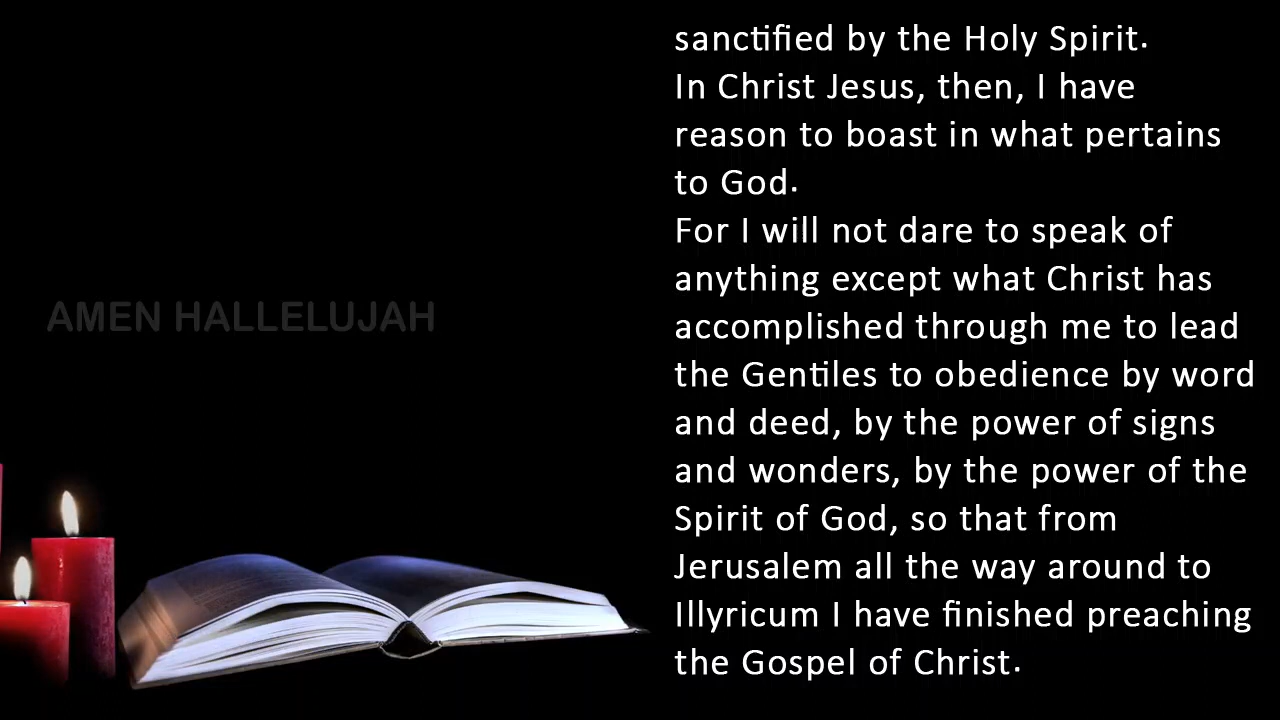 AMEN HALLELUJAH
sanctified by the Holy Spirit.
In Christ Jesus, then, I have
reason to boast in what pertains
to God.
For I will not dare to speak of
anything except what Christ has
accomplished through me to lead
the Gentiles to obedience by word
and deed, by the power of signs
and wonders, by the power of the
Spirit of God, so that from
Jerusalem all the way around to
Illyricum I have finished preaching
the Gospel of Christ.